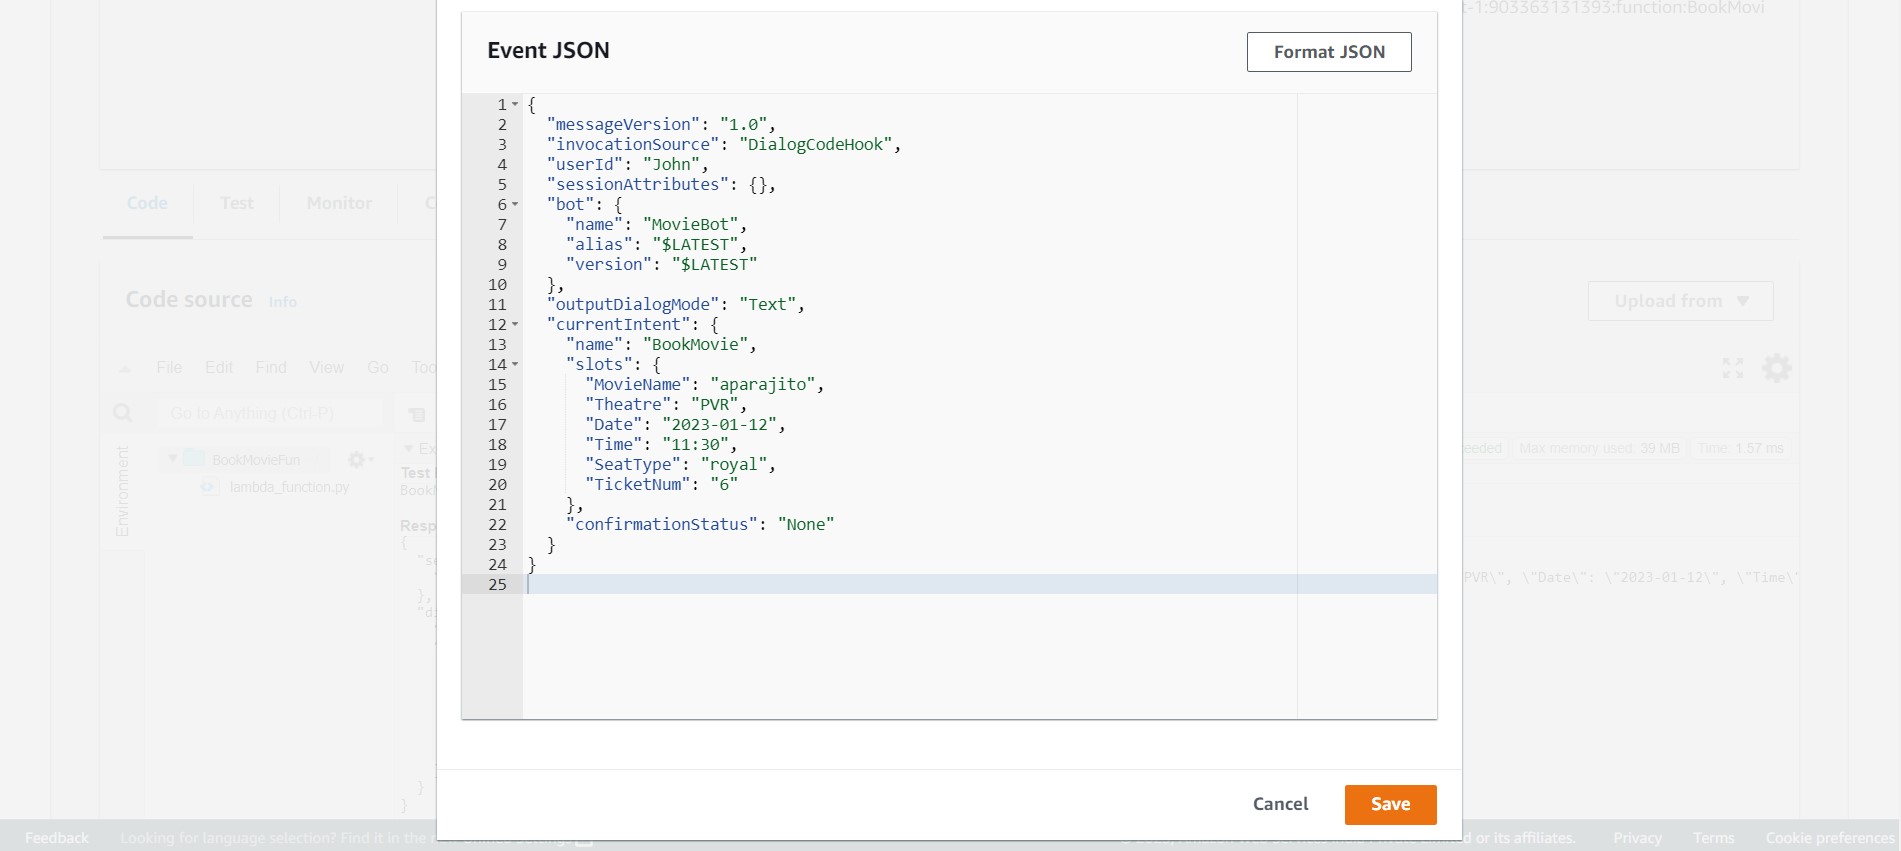 t-1:903363131393:function:BookMovi
Event JSON
Format JSON
1 {
2 "messageVersion": "1.0",
3 "invocationSource": "DialogCodeHook",
4 "userId": "John",
5 "sessionAttributes": {},
6 "bot": {
7 "name": "MovieBot",
8 "alias": "$LATEST",
9 "version": "$LATEST"
10 },
11 "outputDialogMode": "Text",
12 "currentIntent": {
13 "name": "BookMovie",
14 "slots": {
15 "MovieName": "aparajito",
16 "Theatre": "PVR",
17 "Date": "2023-01-12",
18 "Time": "11:30",
19 "SeatType": "royal",
20 "TicketNum": "6"
21 },
22 "confirmationStatus": "None"
23 }
24 }
25
Cancel
Save
Code Test Monitor C
Code source Info
Upload from
File Edit Find View Go Too
Go to Anything (Ctrl-P)
Environment
BookMovieFun
lambda_function.py
Ex
Test
Book
Resp
{
"se
},
"di
}
}
eeded Max memory used: 39 MB Time: 1.57 ms
PVR\", \"Date\": \"2023-01-12\", \"Time\"
Feedback Looking for language selection? Find it in the Unified Settings
d or its affiliates. Privacy Terms Cookie preferences